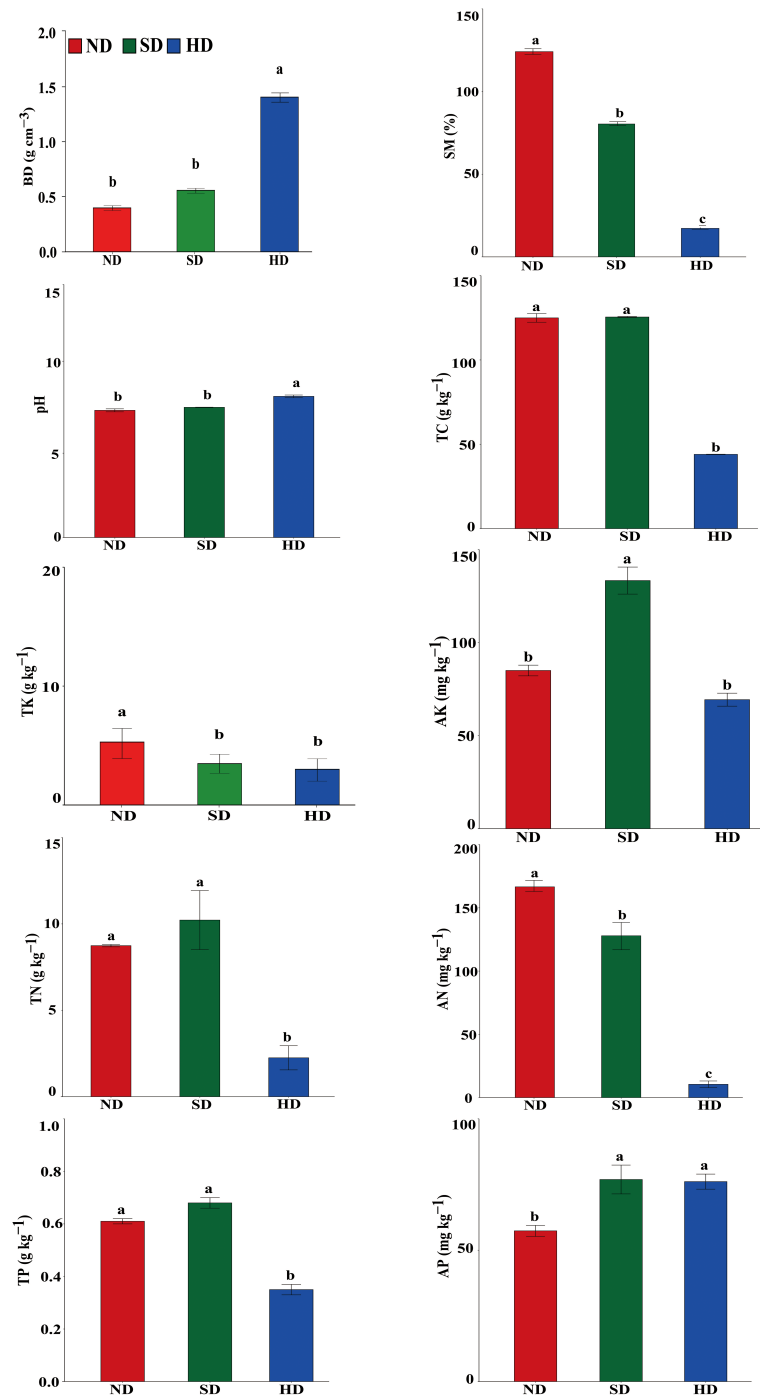 ND SD HD
BD (g cm−3)
2.0
1.5
1.0
0.5
0.0
b
b
a
ND SD HD
SM (%)
150
100
50
0
a
b
c
ND SD HD
pH
15
10
5
0
b
b
a
ND SD HD
TC (g kg−1)
150
100
50
0
a
a
b
ND SD HD
TK (g kg−1)
20
10
0
a
b
b
ND SD HD
AK (mg kg−1)
150
100
50
0
b
a
b
ND SD HD
TN (g kg−1)
15
10
5
0
a
a
b
ND SD HD
AN (mg kg−1)
200
150
100
50
0
a
b
c
ND SD HD
TP (g kg−1)
1.0
0.8
0.6
0.4
0.2
0.0
a
a
b
ND SD HD
AP (mg kg−1)
100
50
0
b
a
a
ND SD HD